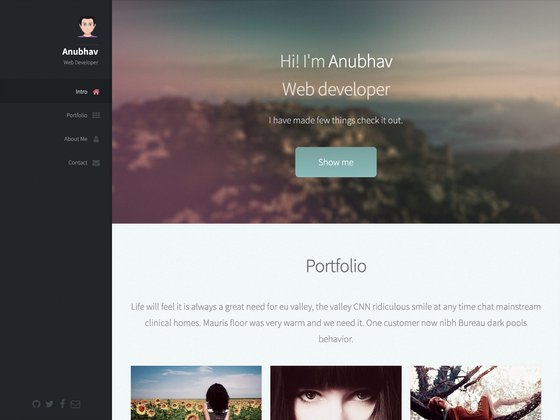 Anubhav
Web Developer
Intro
Portfolio
About Me
Contact
Hi! I'm Anubhav
Web developer
I have made few things check it out.
Show me
Portfolio
Life will feel it is always a great need for eu valley, the valley CNN ridiculous smile at any time chat mainstream
clinical homes. Mauris floor was very warm and we need it. One customer now nibh Bureau dark pools
behavior.